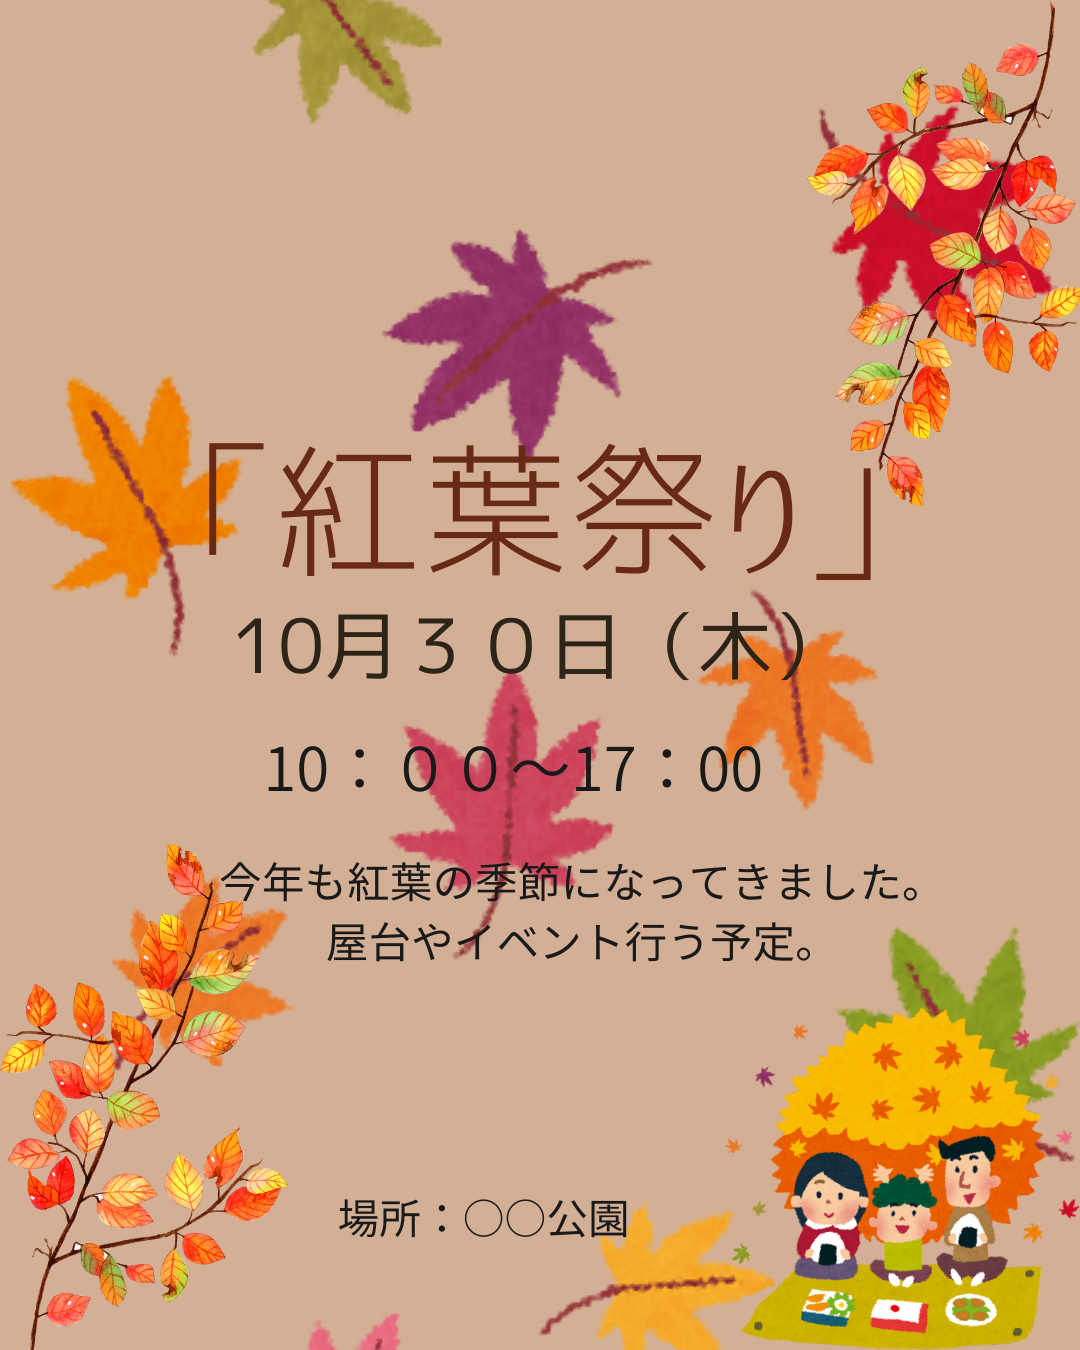 「紅葉祭り」
10月３０日（木）
10：００〜17：00
今年も紅葉の季節になってきました。
屋台やイベント行う予定。
場所：○○公園